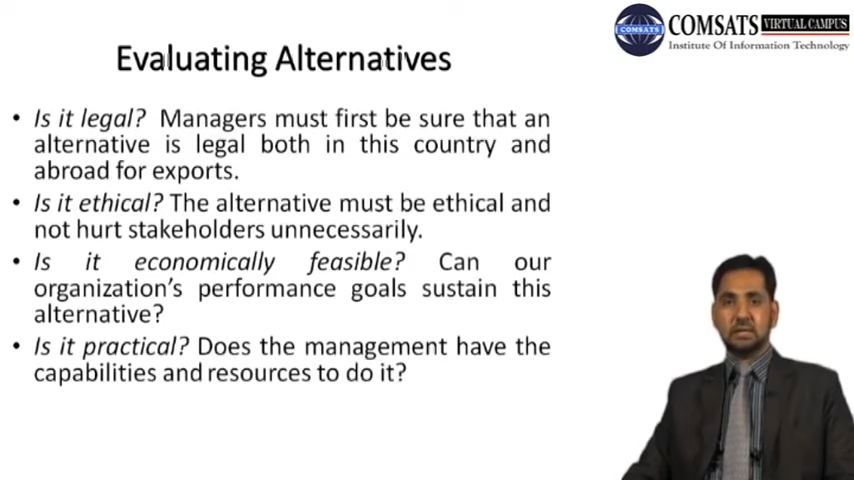 COMSATS
COMSATS VIRTUAL CAMPUS
Institute Of Information Technology
Evaluating Alternatives
• Is it legal? Managers must first be sure that an
alternative is legal both in this country and
abroad for exports.
• Is it ethical? The alternative must be ethical and
not hurt stakeholders unnecessarily.
• Is it economically feasible? Can our
organization's performance goals sustain this
alternative?
• Is it practical? Does the management have the
capabilities and resources to do it?